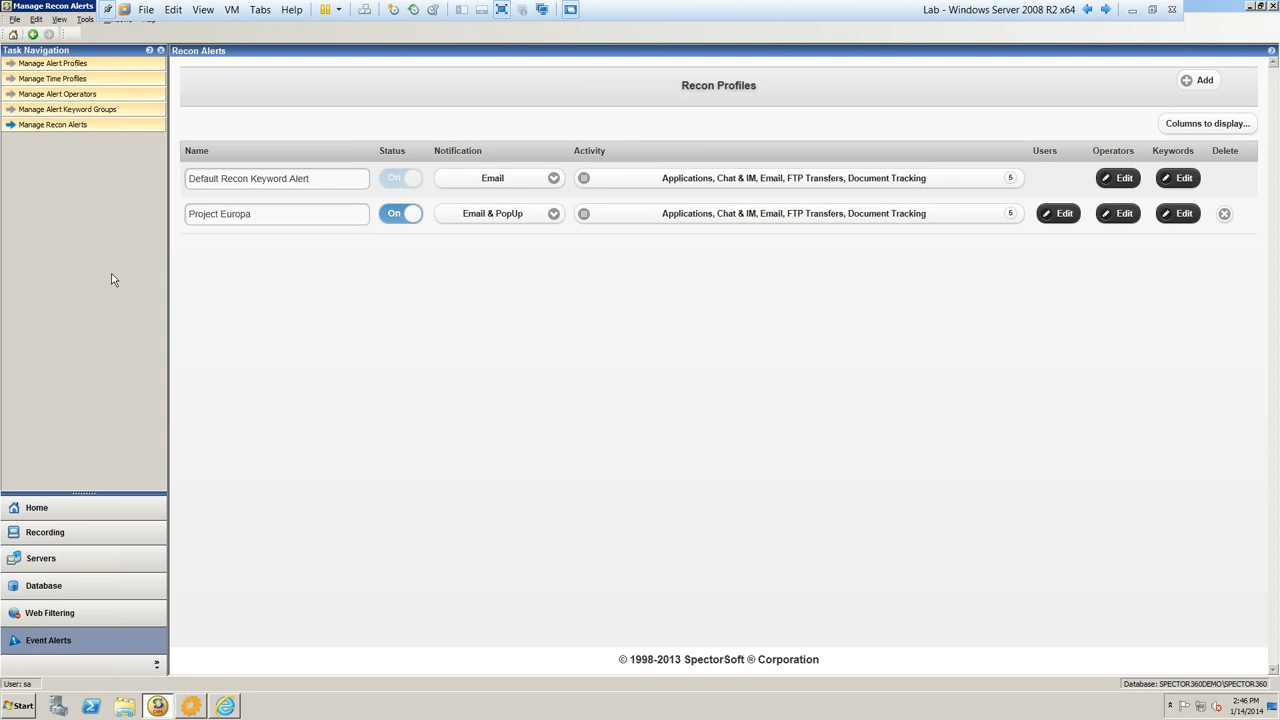 Manage Recon Alerts
File Edit View VM Tabs Help
Lab - Windows Server 2008 R2 x64
File Edit View Tools
Task Navigation
Recon Alerts
Manage Alert Profiles
Manage Time Profiles
Manage Alert Operators
Manage Alert Keyword Groups
Manage Recon Alerts
Recon Profiles
Add
Columns to display...
Name Status Notification Activity Users Operators Keywords Delete
Default Recon Keyword Alert On Email Applications, Chat & IM, Email, FTP Transfers, Document Tracking 5 Edit Edit
Project Europa On Email & PopUp Applications, Chat & IM, Email, FTP Transfers, Document Tracking 5 Edit Edit Edit
Home
Recording
Servers
Database
Web Filtering
Event Alerts
© 1998-2013 SpectorSoft ® Corporation
User: sa
Database: SPECTOR360DEMO\SPECTOR360
Start
2:46 PM
1/14/2014